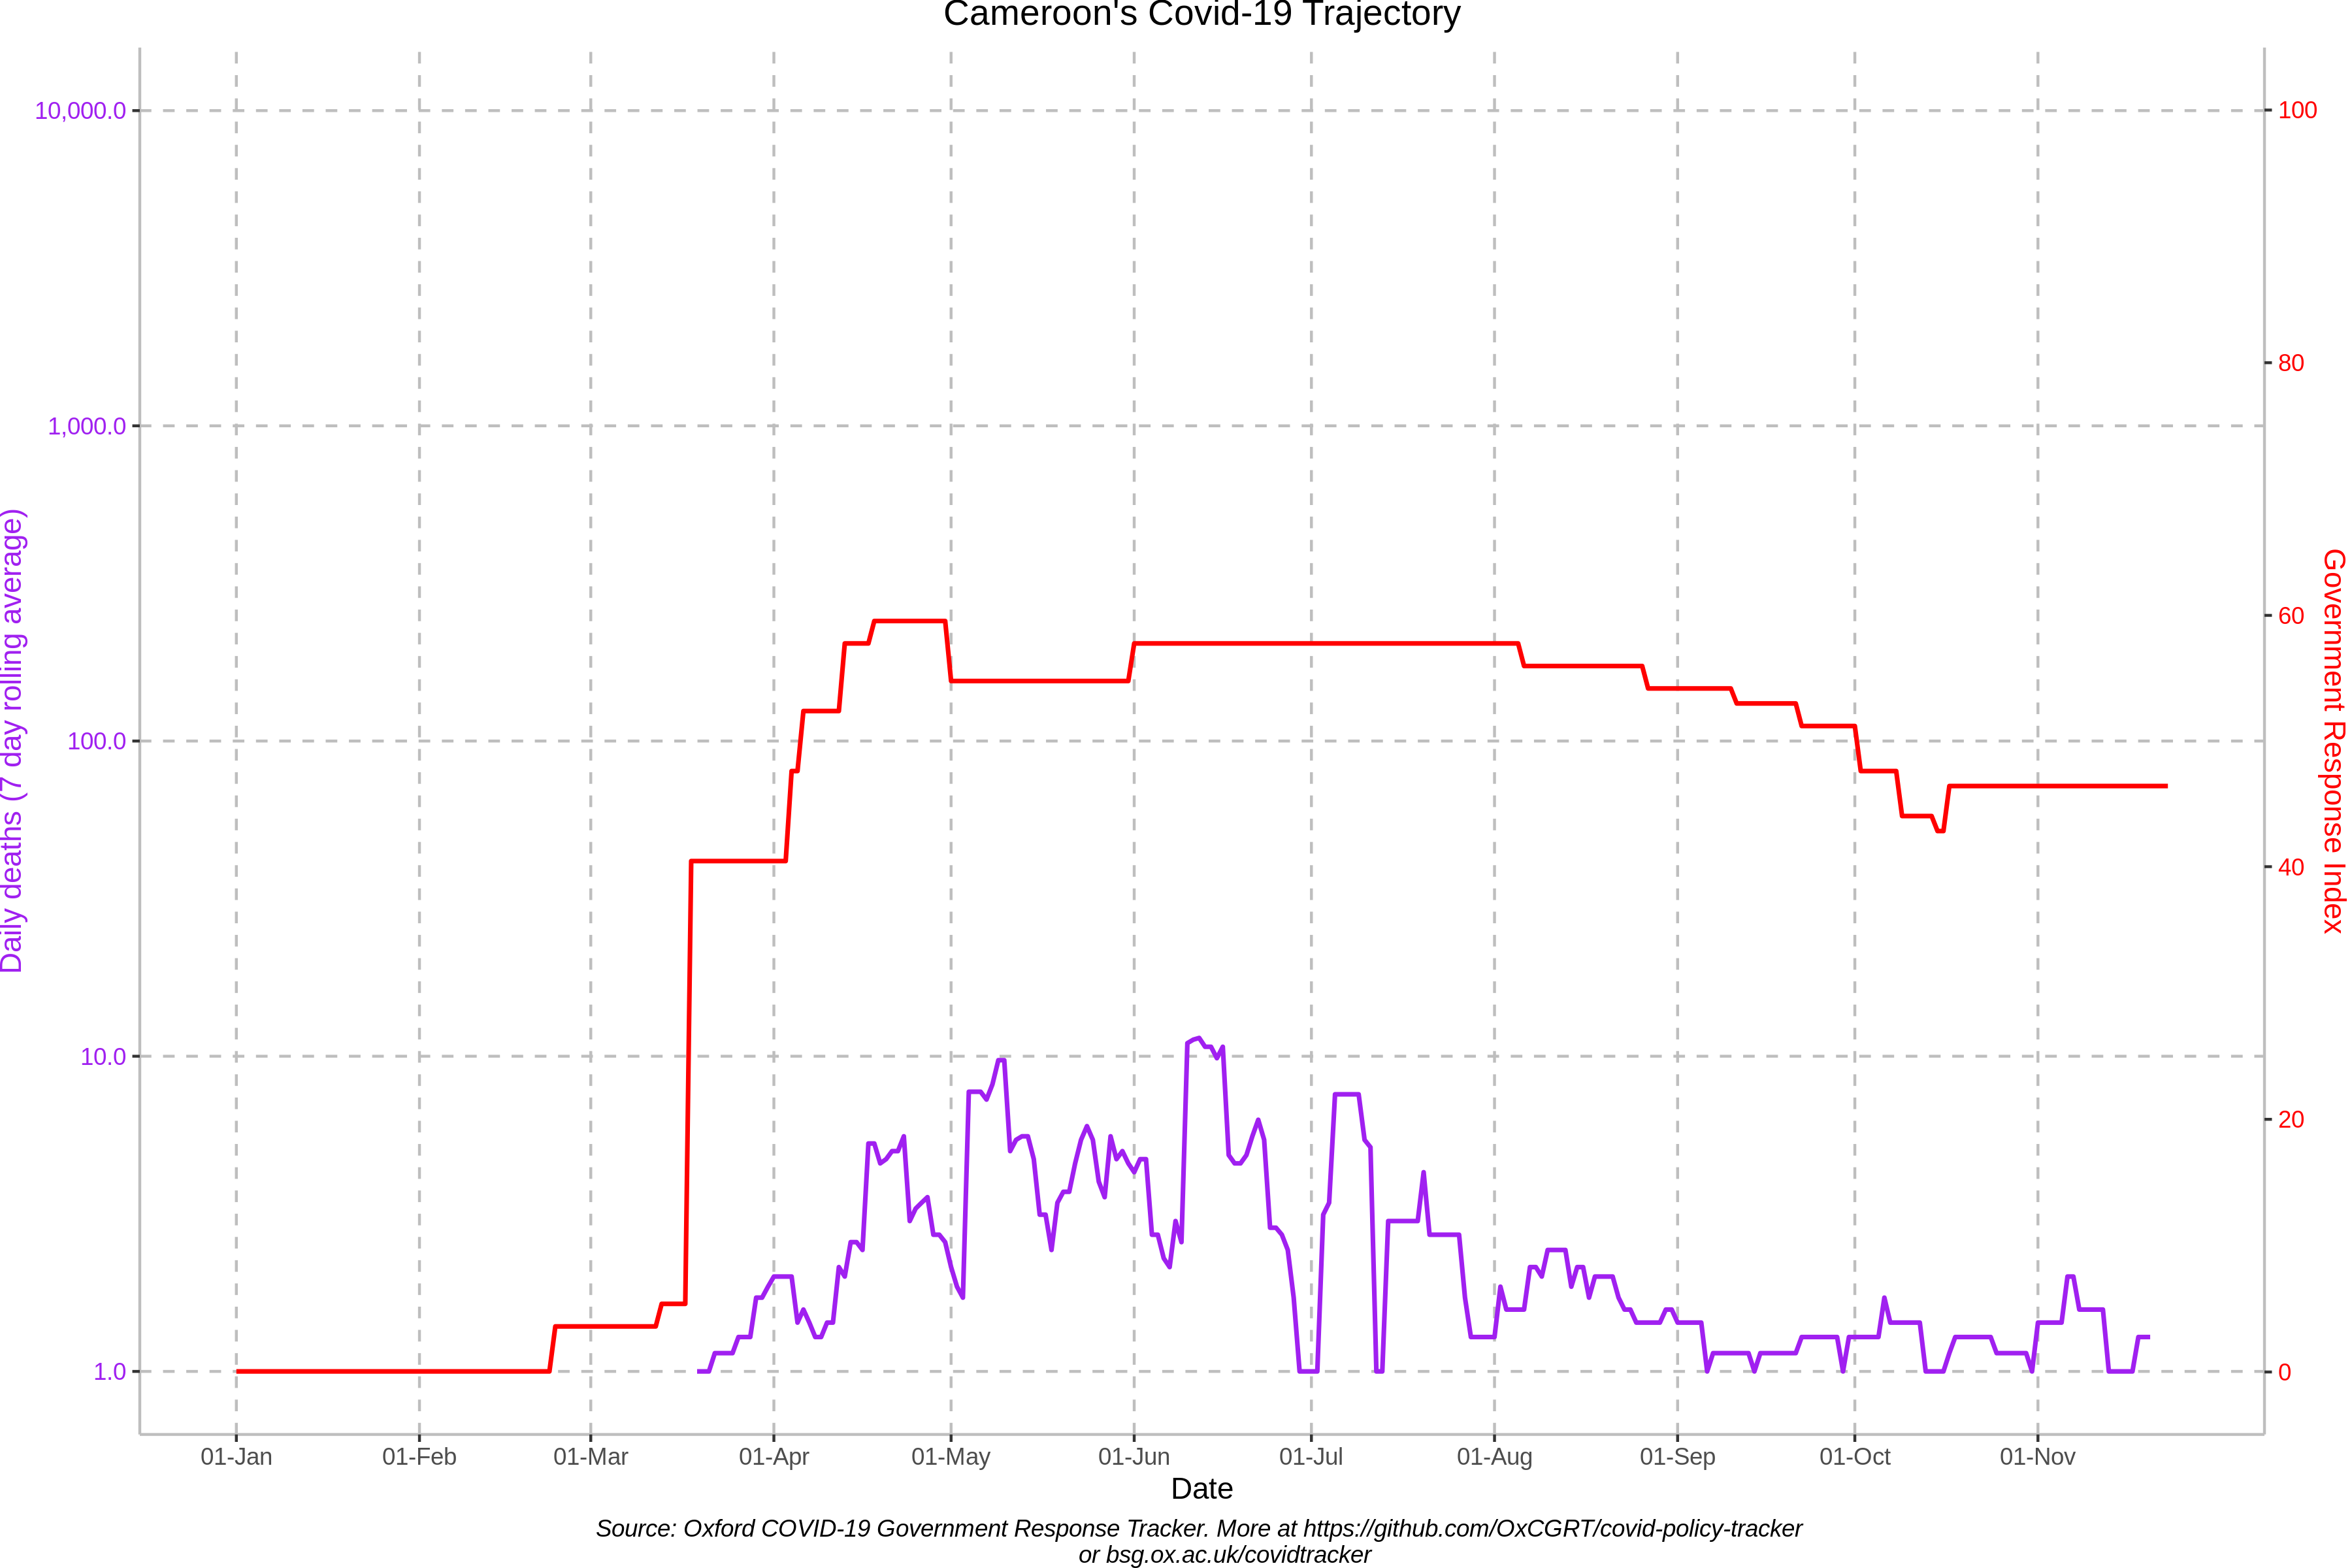 Cameroon's Covid-19 Trajectory
10,000.0
1,000.0
100.0
10.0
1.0
Daily deaths (7 day rolling average)
100
80
60
40
20
0
Government Response Index
01-Jan 01-Feb 01-Mar 01-Apr 01-May 01-Jun 01-Jul 01-Aug 01-Sep 01-Oct 01-Nov
Date
Source: Oxford COVID-19 Government Response Tracker. More at https://github.com/OxCGRT/covid-policy-tracker
or bsg.ox.ac.uk/covidtracker